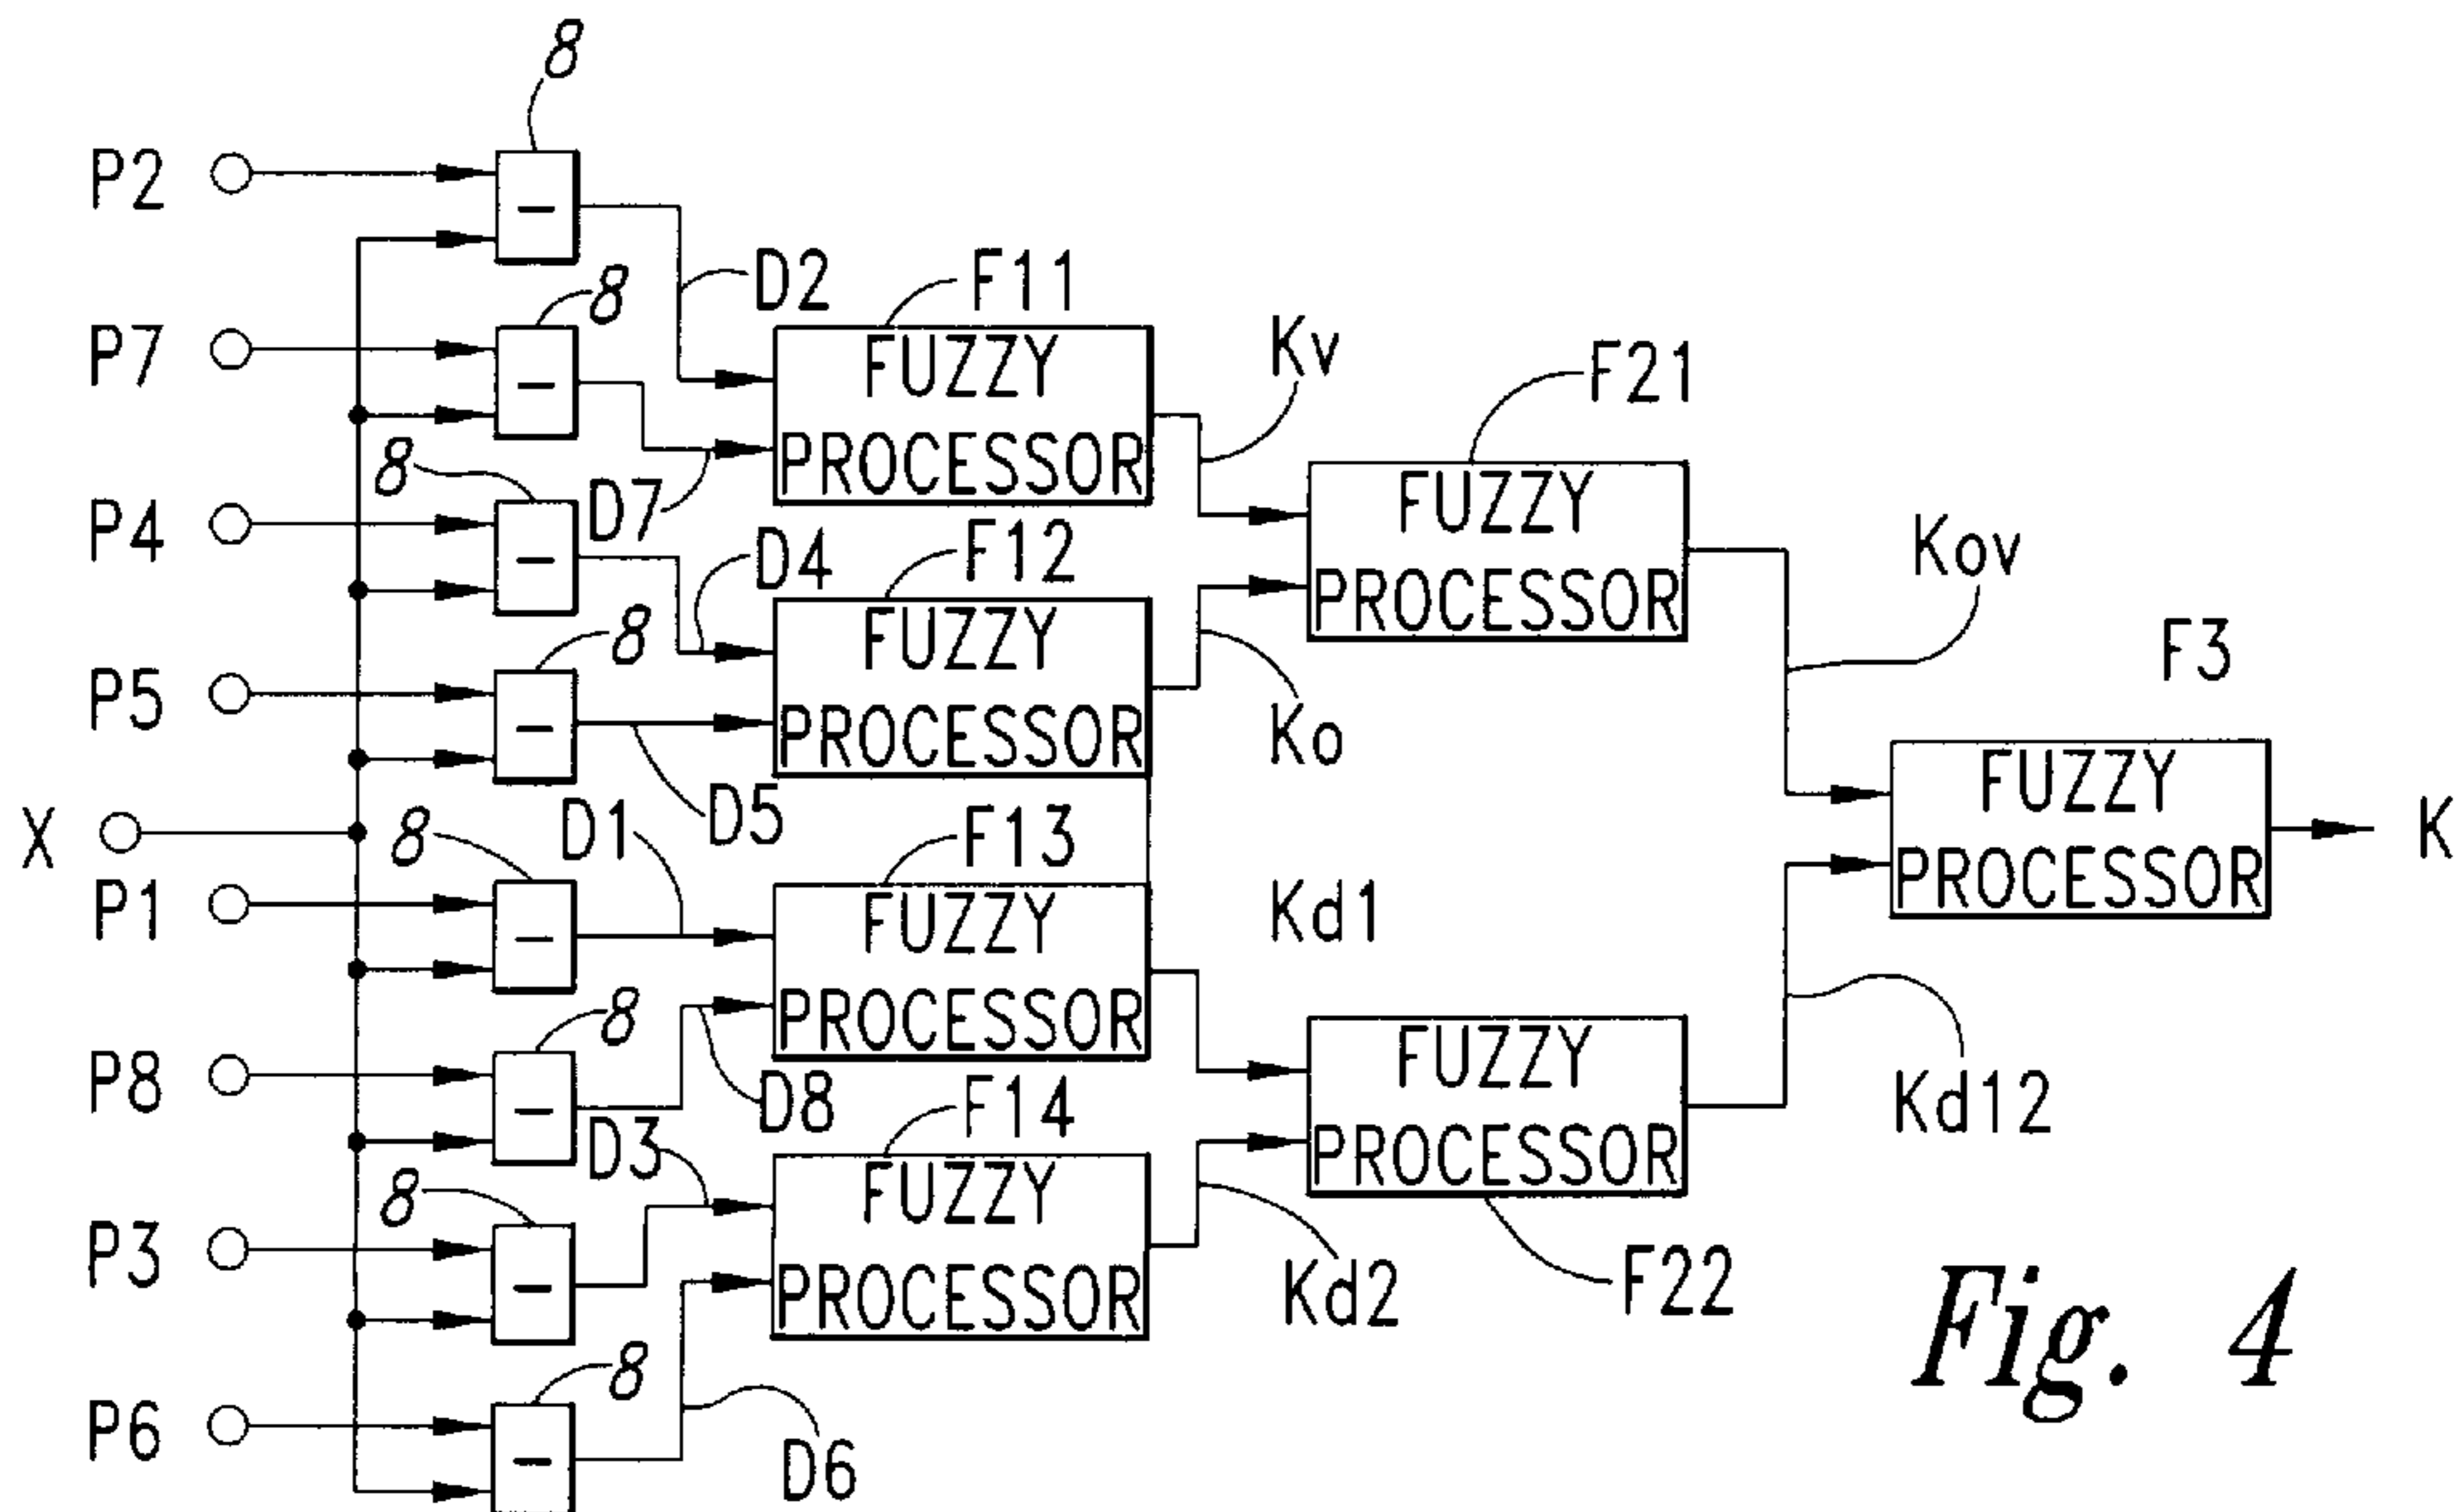 8
P2
D2
F11
8
P7
FUZZY
PROCESSOR
Kv
F21
8
P4
D7
D4
F12
FUZZY
PROCESSOR
Kov
8
P5
FUZZY
PROCESSOR
Ko
F3
D5
X
8
D1
F13
FUZZY
PROCESSOR
K
P1
FUZZY
PROCESSOR
Kd1
8
P8
D8
F14
FUZZY
PROCESSOR
Kd12
D3
8
P3
FUZZY
PROCESSOR
Kd2
F22
8
P6
D6
Fig. 4